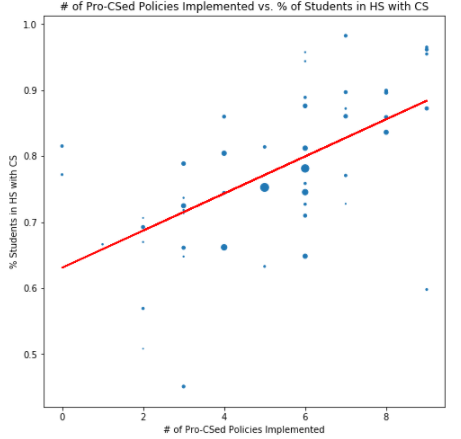 # of Pro-CSed Policies Implemented vs. % of Students in HS with CS
1.0
0.9
0.8
0.7
0.6
0.5
% Students in HS with CS
0 2 4 6 8
# of Pro-CSed Policies Implemented